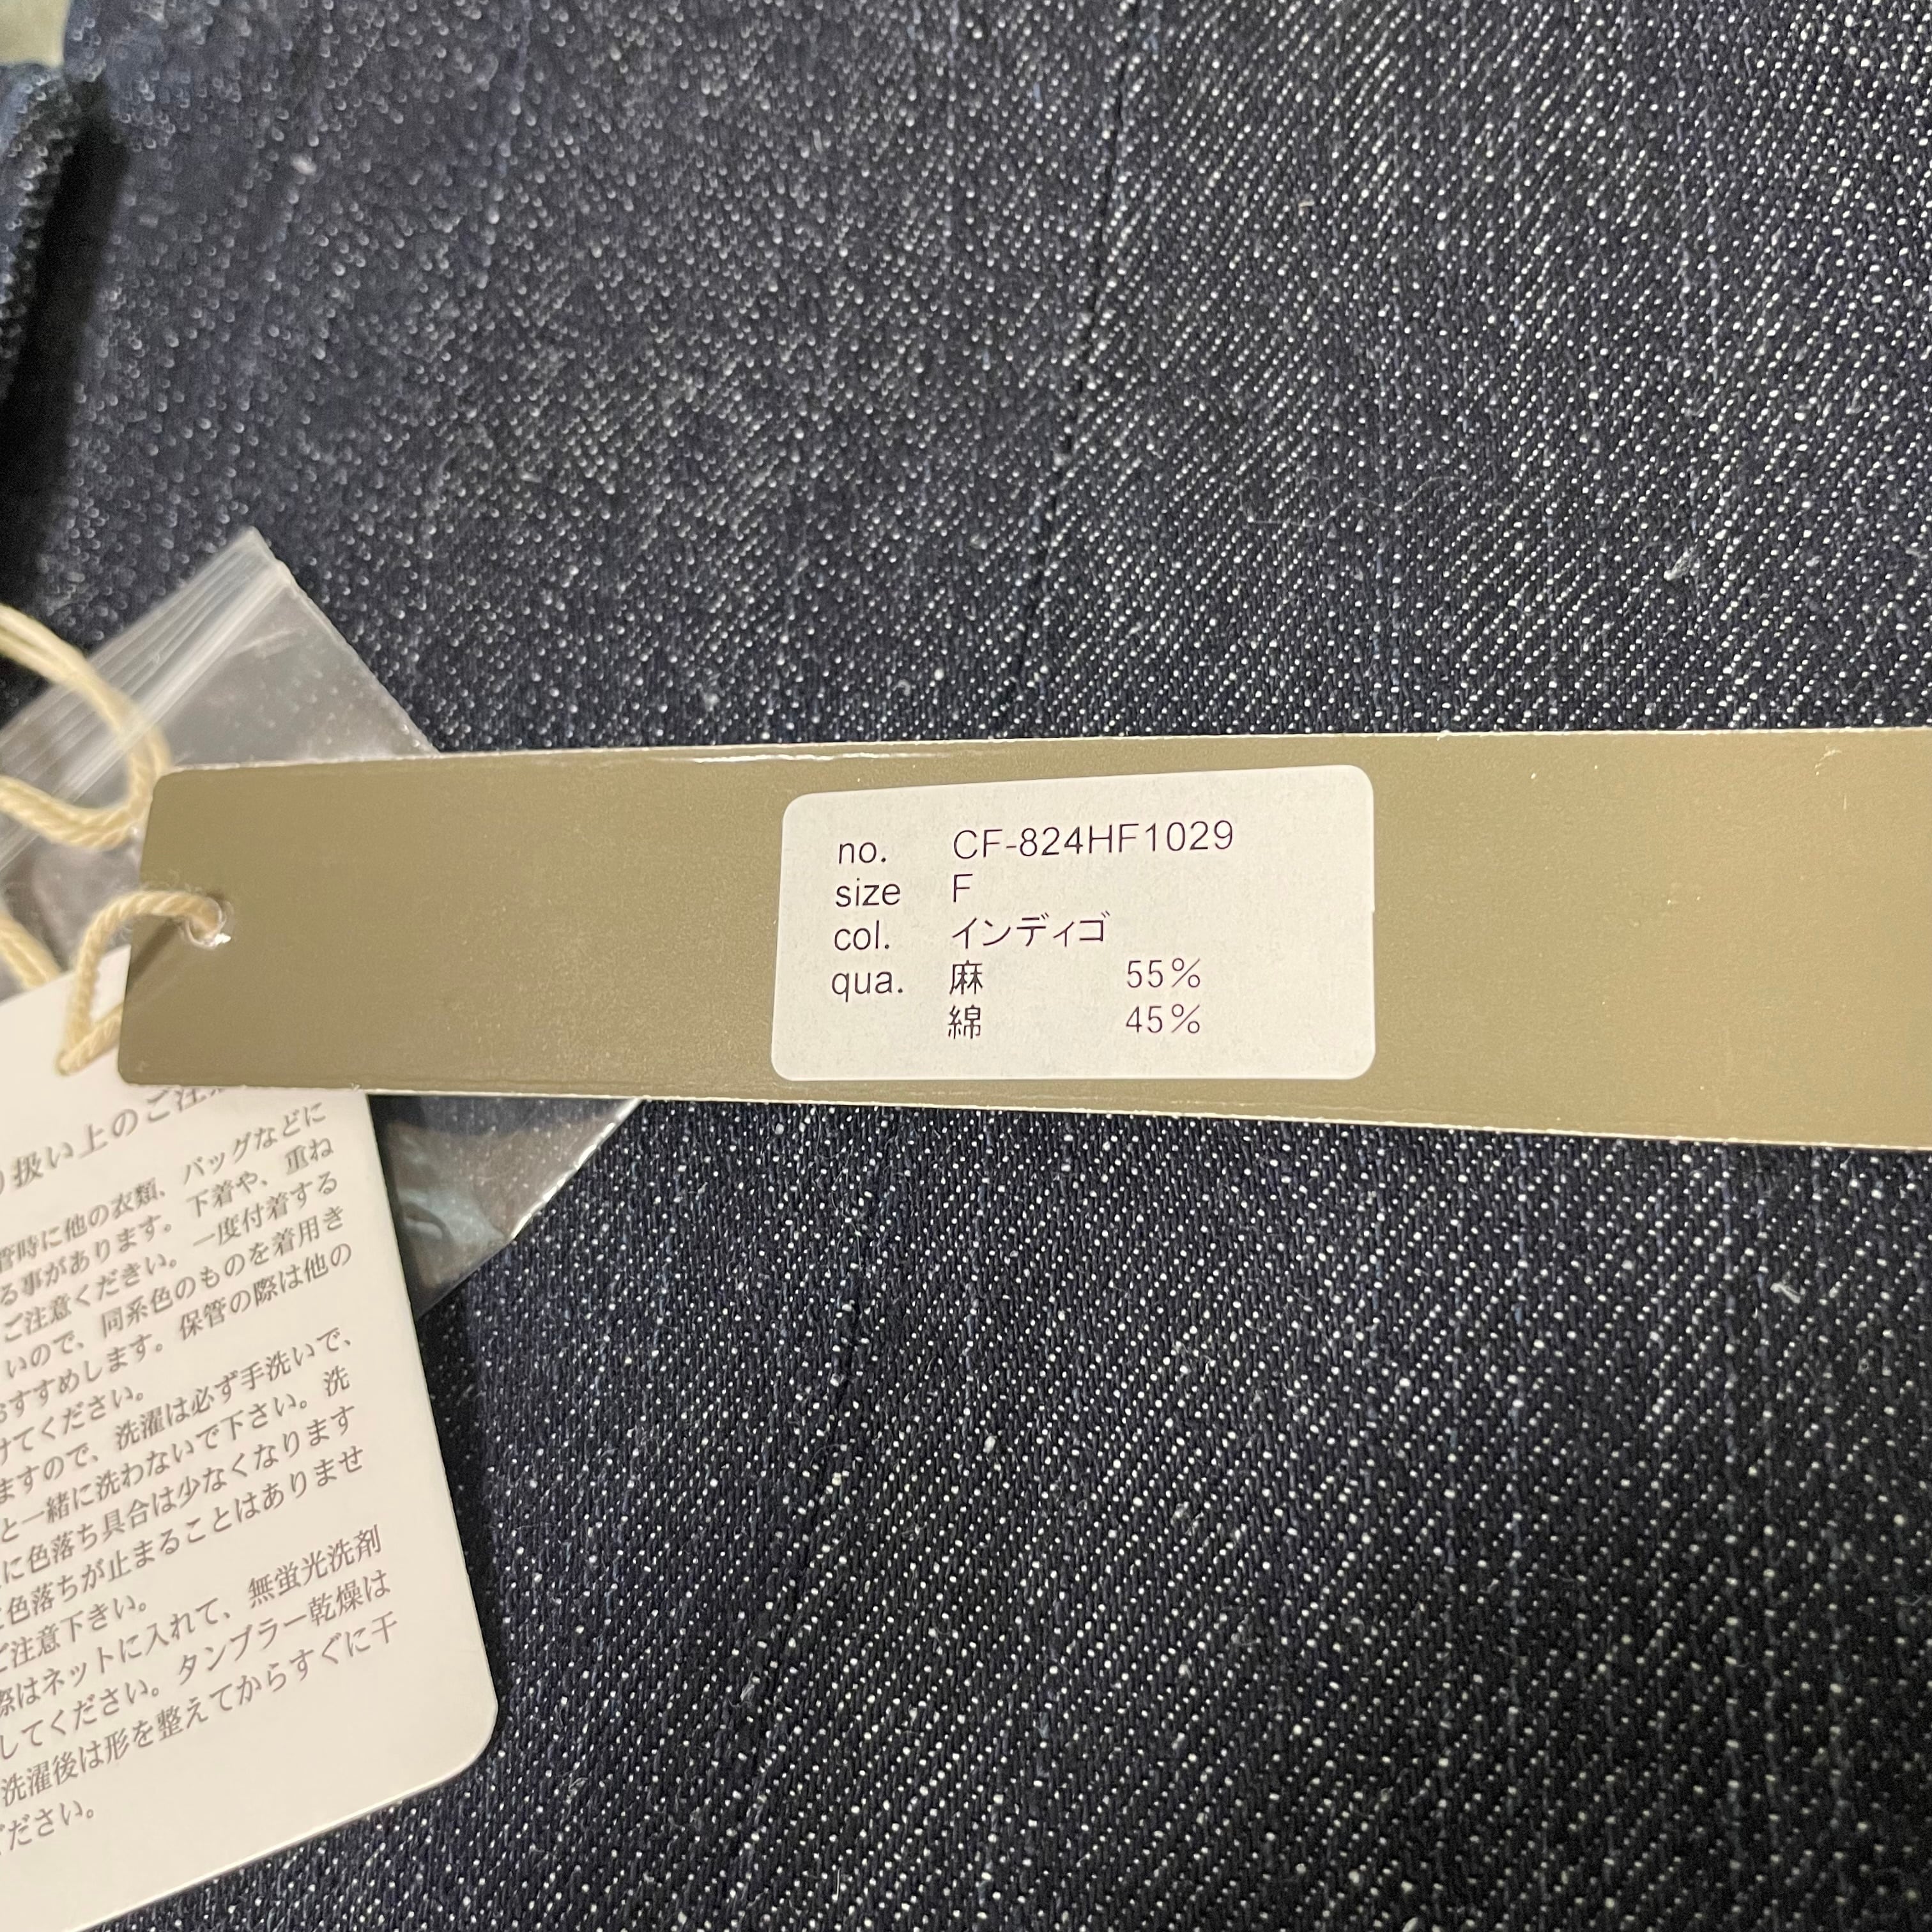 no. CF-824HF1029
size F
col. インディゴ
qua. 麻 55%
綿 45%
扱い上のご注
管時に他の衣類、バッグなどに
る事があります。下着や、重ね
ご注意ください。一度付着する
いので、同系色のものを着用き
おすすめします。保管の際は他の
けてください。
ますので、洗濯は必ず手洗いで、
と一緒に洗わないで下さい。洗
に色落ち具合は少なくなります
色落ちが止まることはありませ
ご注意下さい。
際はネットに入れて、無蛍光洗剤
してください。タンブラー乾燥は
洗濯後は形を整えてからすぐに干
ださい。